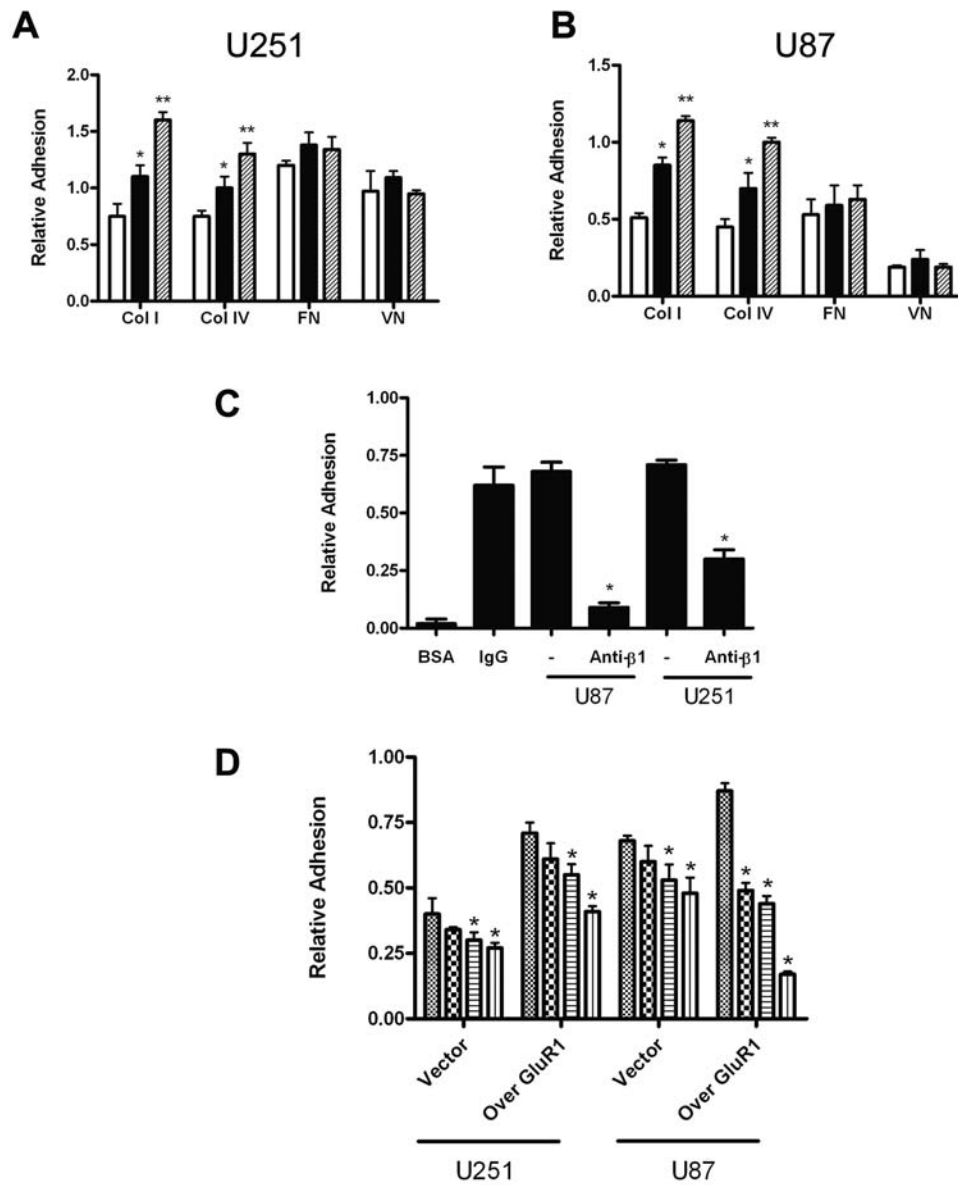 A
U251
Relative Adhesion
2.0
1.5
1.0
0.5
0.0
* ** * **
Col I Col IV FN VN
B
U87
Relative Adhesion
1.5
1.0
0.5
0.0
* ** * **
Col I Col IV FN VN
C
Relative Adhesion
1.00
0.75
0.50
0.25
0.00
* *
BSA IgG - Anti-β1 - Anti-β1
U87 U251
D
Relative Adhesion
1.00
0.75
0.50
0.25
0.00
* * * * * * * * *
Vector Over GluR1 Vector Over GluR1
U251 U87